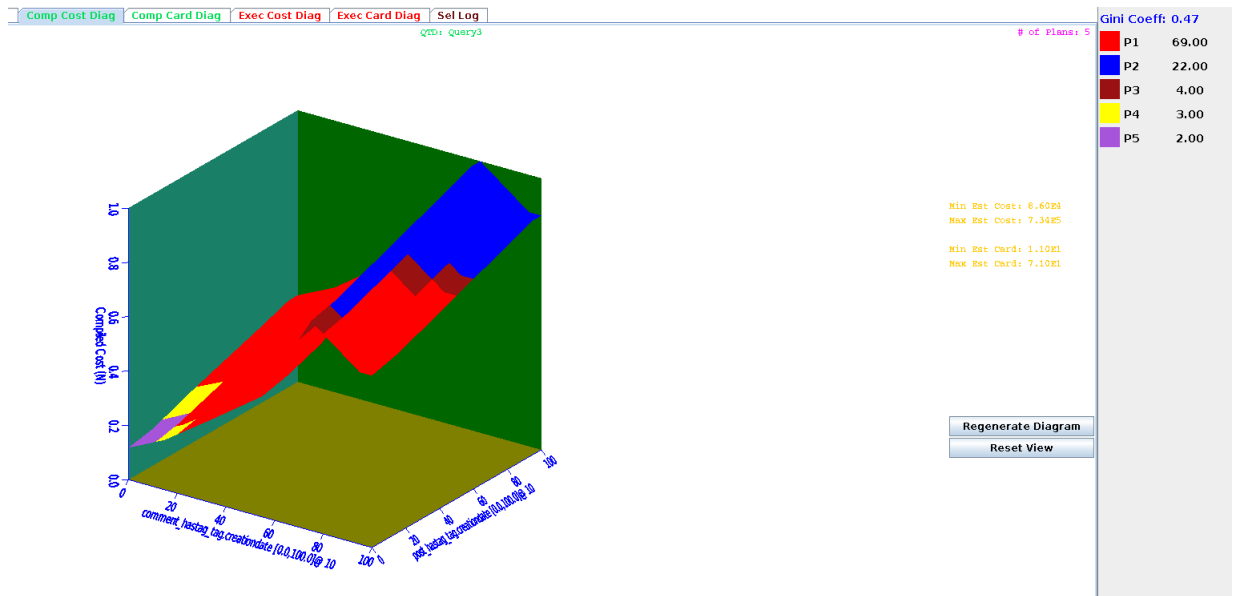 Comp Cost Diag Comp Card Diag Exec Cost Diag Exec Card Diag Sel Log
QTD: Query3
# of Plans: 5
Gini Coeff: 0.47
P1 69.00
P2 22.00
P3 4.00
P4 3.00
P5 2.00
Min Est Cost: 8.60E4
Max Est Cost: 7.34E5
Min Est Card: 1.10E1
Max Est Card: 7.10E1
1.0
0.8
0.6
0.4
0.2
0.0
Compiled Cost (N)
0
20
40
60
80
100
comment_hastag_tag.creationdate [0.0,100.0]@ 10
0
20
40
60
80
100
post_hastag_tag.creationdate [0.0,100.0]@ 10
Regenerate Diagram
Reset View